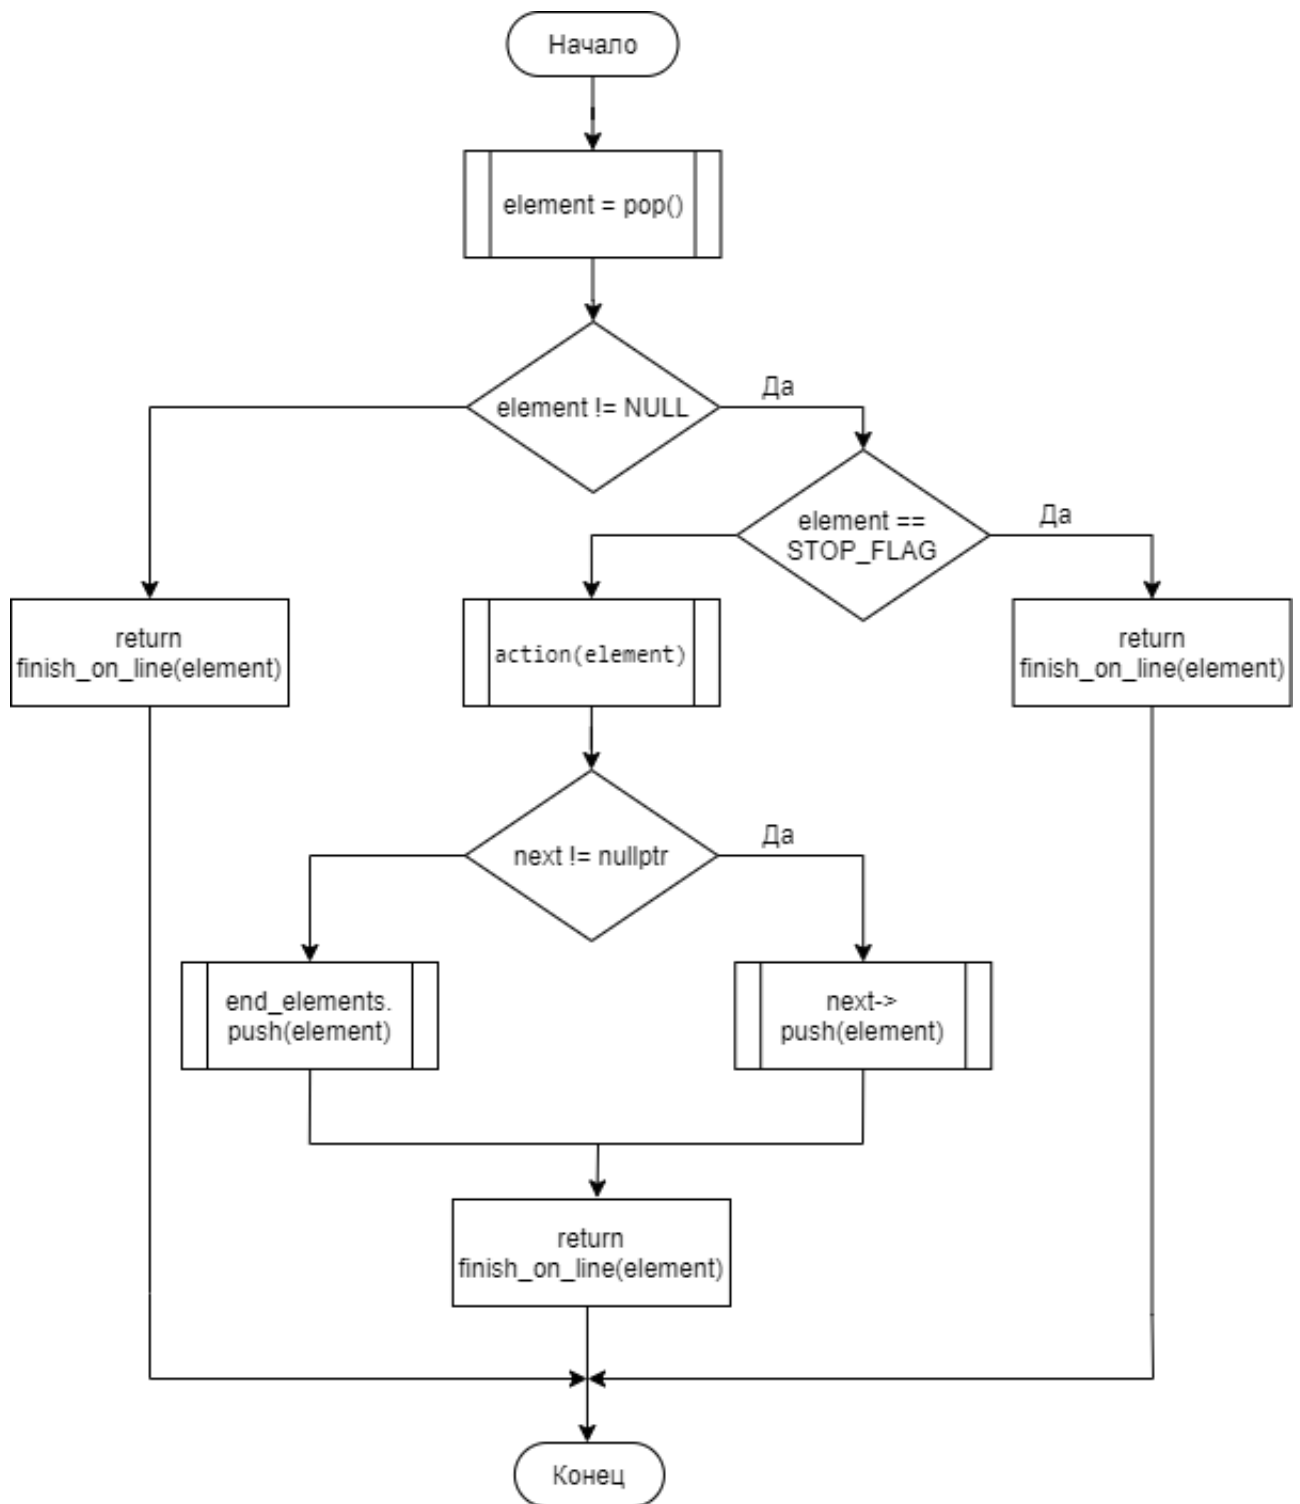 Начало
element = pop()
element != NULL
Да
element ==
STOP_FLAG
Да
return
finish_on_line(element)
action(element)
return
finish_on_line(element)
next != nullptr
Да
end_elements.
push(element)
next->
push(element)
return
finish_on_line(element)
Конец